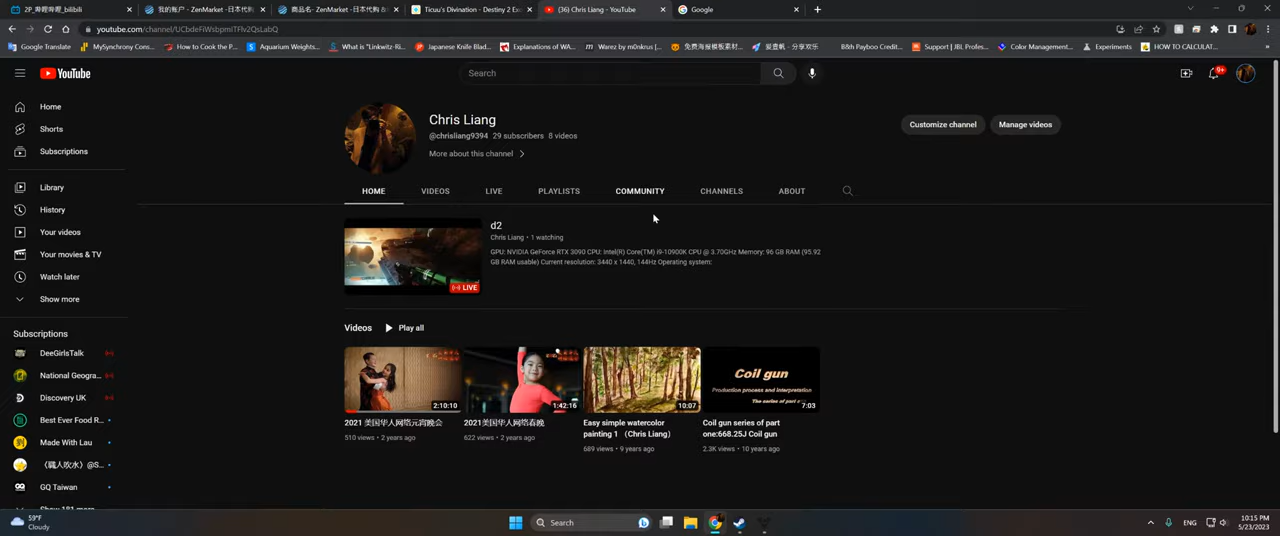 2P_哔哩哔哩_bilibili
我的账户 - ZenMarket - 日本代购
商品名- ZenMarket - 日本代购
Ticuu's Divination - Destiny 2 Ex
(36) Chris Liang - YouTube
Google
youtube.com/channel/UCbdeFiWsbpmiTFlv2QsLabQ
Google Translate
MySynchrony Cons...
How to Cook the P...
Aquarium Weights...
What is "Linkwitz-Ri...
Japanese Knife Blad...
Explanations of WA...
Warez by m0nkrus |...
免费海报模板素材...
爱壹帆 - 分享欢乐
B&h Payboo Credit...
Support | JBL Profes...
Color Management...
Experiments
HOW TO CALCULAT...
YouTube
Search
9+
Home
Shorts
Subscriptions
Library
History
Your videos
Your movies & TV
Watch later
Show more
Subscriptions
DeeGirlsTalk
National Geogra...
Discovery UK
Best Ever Food R...
Made With Lau
〈職人吹水〉@S...
GQ Taiwan
Chris Liang
@chrisliang9394 29 subscribers 8 videos
More about this channel
Customize channel
Manage videos
HOME
VIDEOS
LIVE
PLAYLISTS
COMMUNITY
CHANNELS
ABOUT
d2
Chris Liang • 1 watching
GPU: NVIDIA GeForce RTX 3090 CPU: Intel(R) Core(TM) i9-10900K CPU @ 3.70GHz Memory: 96 GB RAM (95.92
GB RAM usable) Current resolution: 3440 x 1440, 144Hz Operating system:
LIVE
Videos
Play all
2:10:10
2021 美国华人网络元宵晚会
510 views • 2 years ago
1:42:16
2021美国华人网络春晚
622 views • 2 years ago
10:07
Easy simple watercolor
painting 1 （Chris Liang）
689 views • 9 years ago
Coil gun
Production process and interpretation
The series of part o...
7:03
Coil gun series of part
one:668.25J Coil gun
2.3K views • 10 years ago
59°F
Cloudy
Search
ENG
10:15 PM
5/23/2023